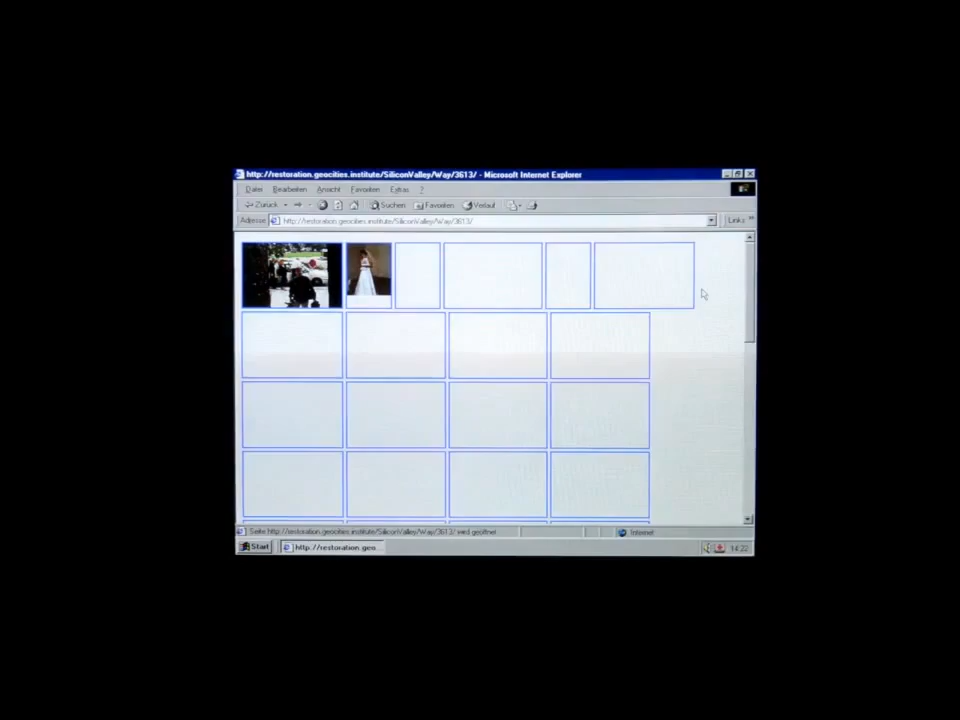 http://restoration.geocities.institute/SiliconValley/Way/3613/ - Microsoft Internet Explorer
Datei Bearbeiten Ansicht Favoriten Extras ?
Zurück Suchen Favoriten Verlauf
Adresse http://restoration.geocities.institute/SiliconValley/Way/3613/ Links »
Seite http://restoration.geocities.institute/SiliconValley/Way/3613/ wird geöffnet Internet
Start http://restoration.geo... 14:22